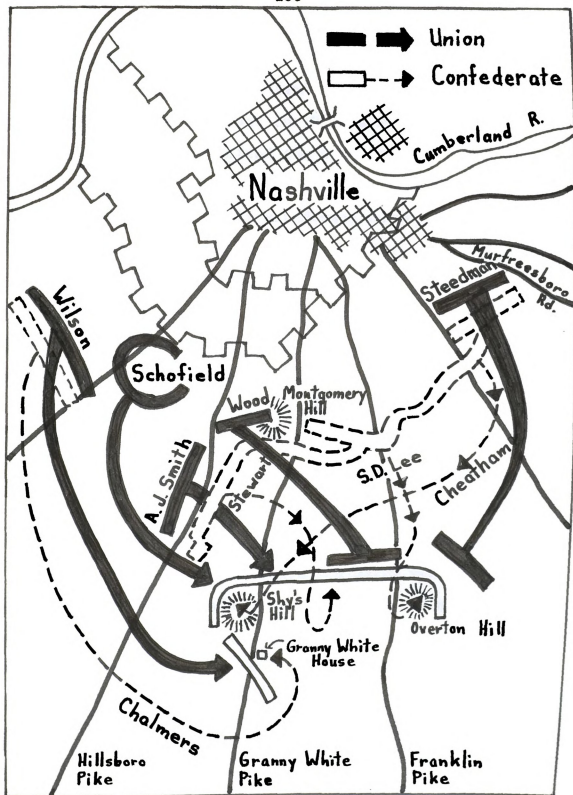 Union
Confederate
Cumberland R.
Nashville
Murfreesboro
Rd.
Steedman
Wilson
Schofield
Wood
Montgomery
Hill
A.J. Smith
Stewart
S.D. Lee
Cheatham
Shy's
Hill
Overton Hill
Granny White
House
Chalmers
Hillsboro
Pike
Granny White
Pike
Franklin
Pike